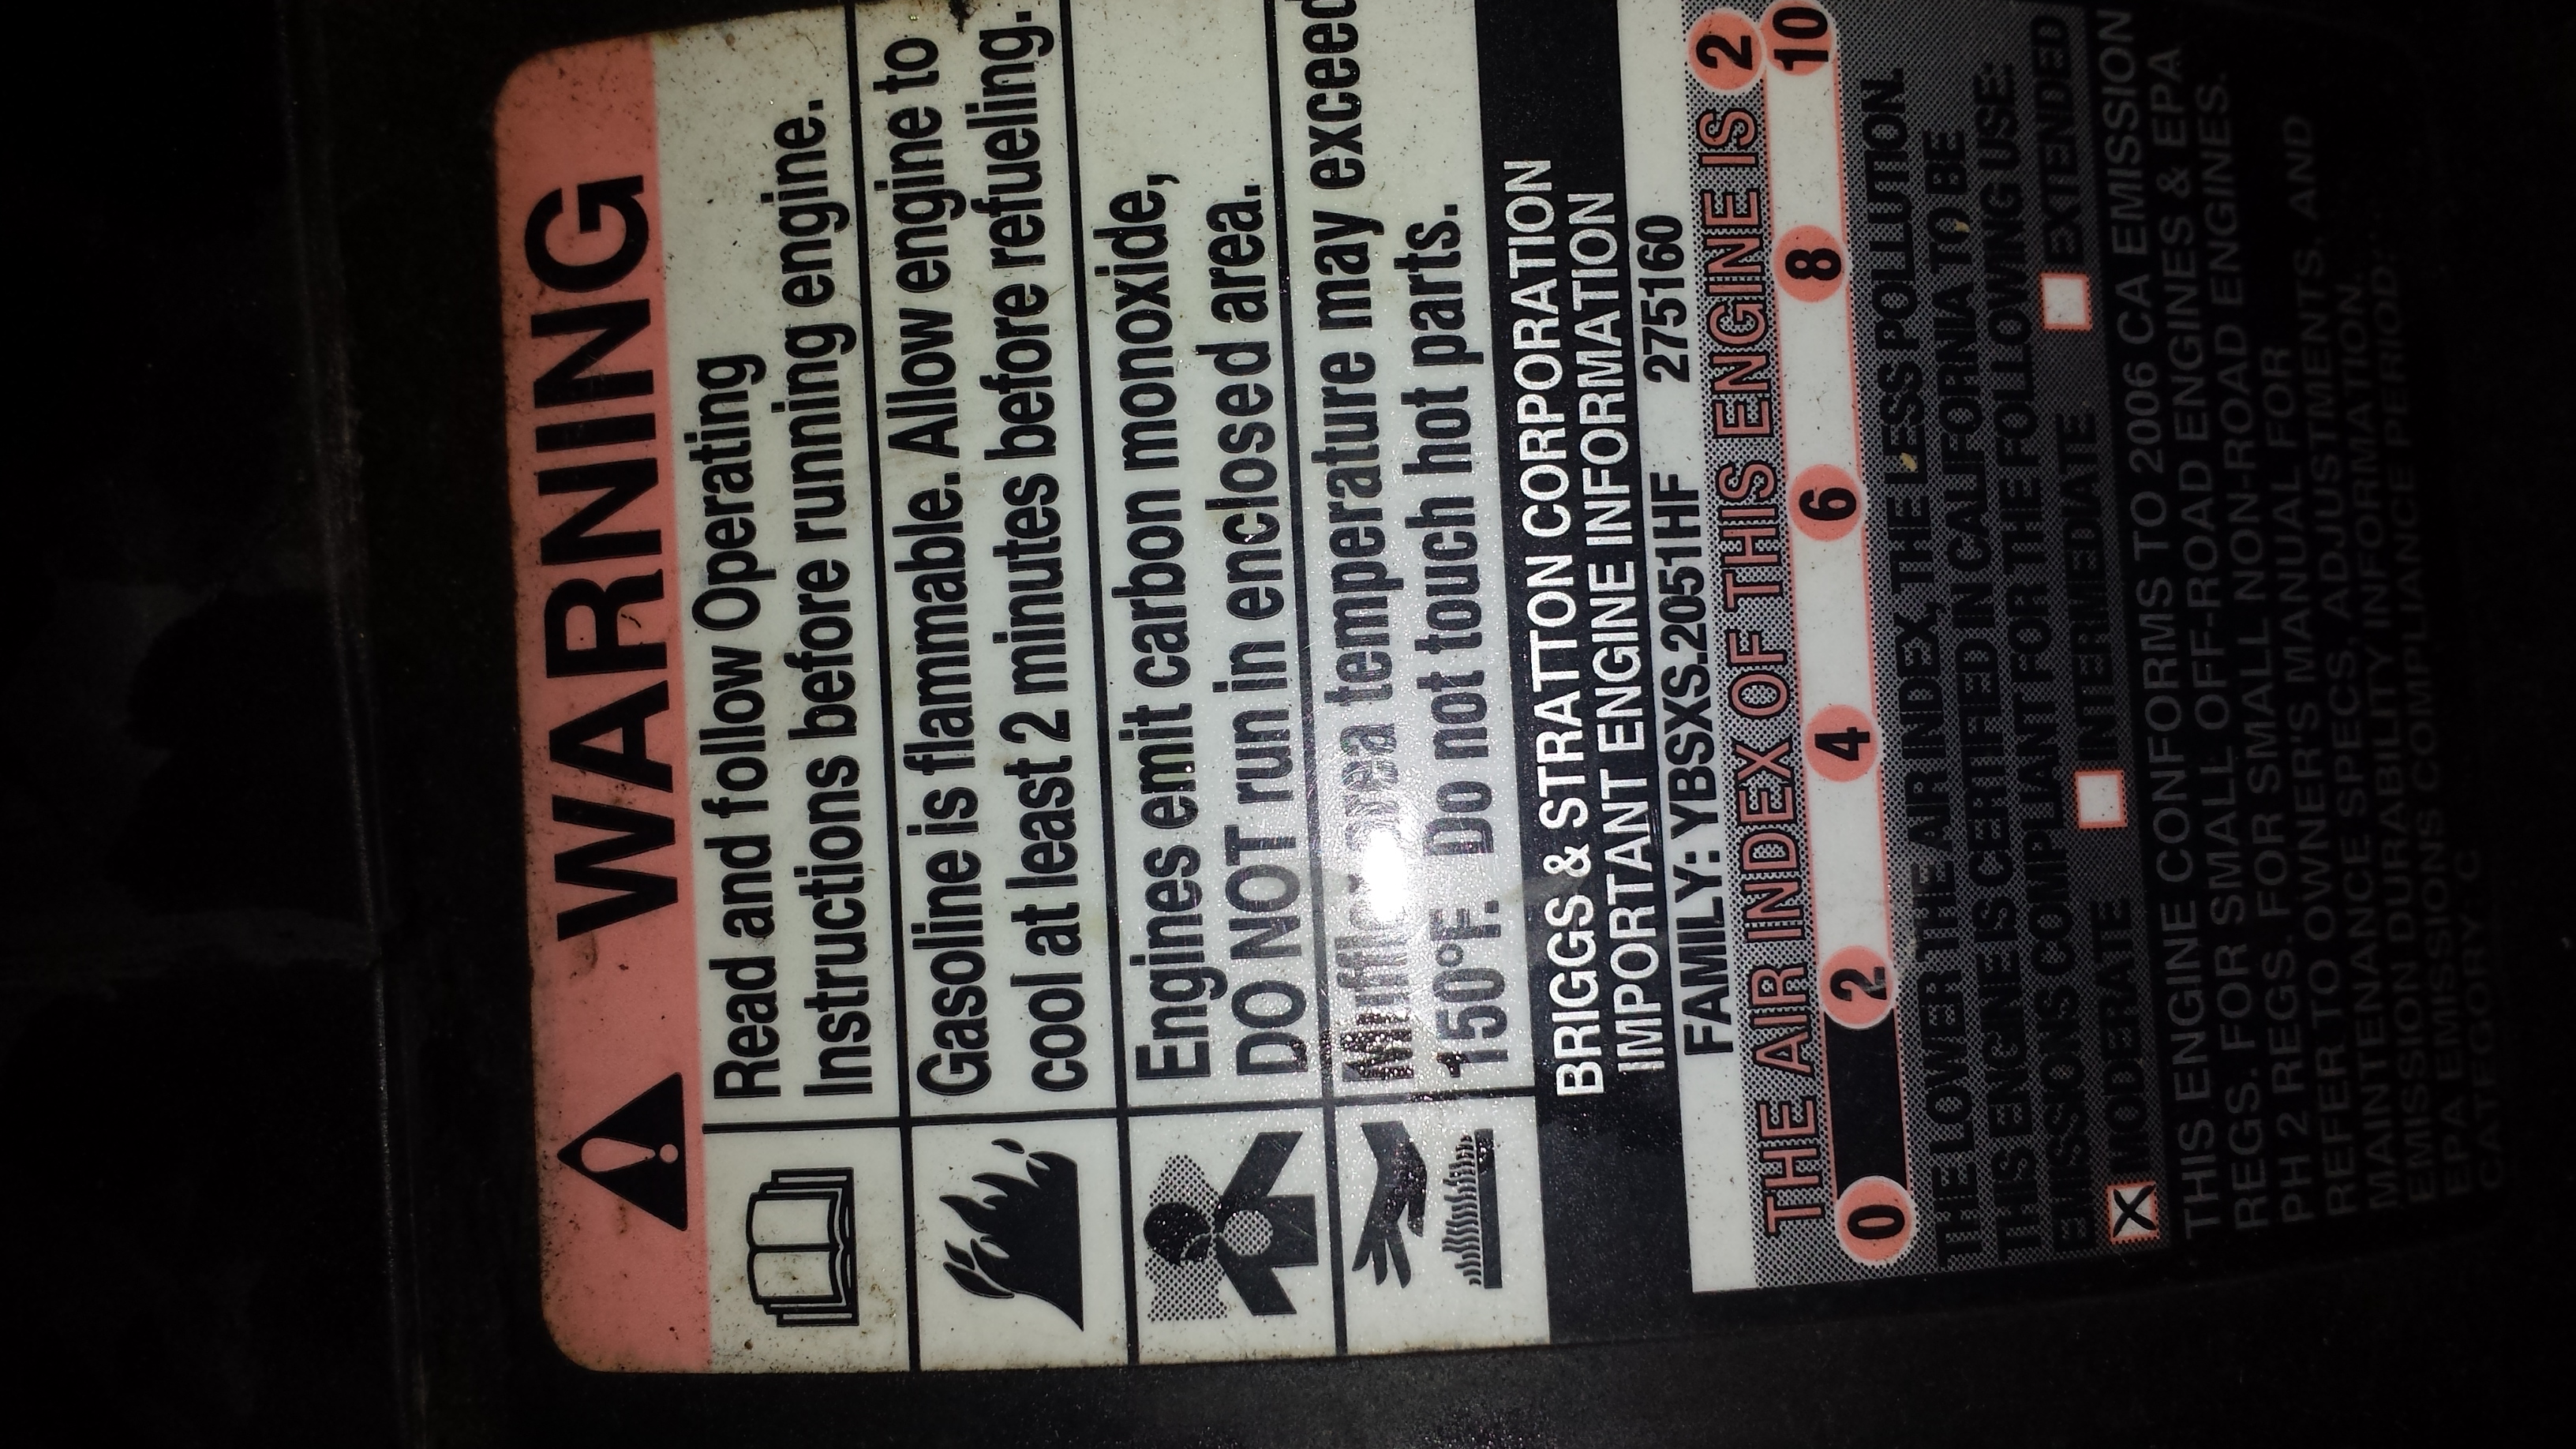 WARNING
Read and follow Operating
Instructions before running engine.
Gasoline is flammable. Allow engine to
cool at least 2 minutes before refueling.
Engines emit carbon monoxide,
DO NOT run in enclosed area.
Muffler area temperature may exceed
150°F. Do not touch hot parts.
BRIGGS & STRATTON CORPORATION
IMPORTANT ENGINE INFORMATION
FAMILY: YBSXS.2051HF 275160
THE AIR INDEX OF THIS ENGINE IS 2
0 2 4 6 8 10
THE LOWER THE AIR INDEX, THE LESS POLLUTION
THIS ENGINE IS CERTIFIED IN CALIFORNIA TO BE
EMISSIONS COMPLIANT FOR THE FOLLOWING USE:
MODERATE INTERMEDIATE EXTENDED
THIS ENGINE CONFORMS TO 2006 CA EMISSION
REGS. FOR SMALL OFF-ROAD ENGINES & EPA
PH 2 REGS. FOR SMALL NON-ROAD ENGINES.
REFER TO OWNER'S MANUAL FOR
MAINTENANCE SPECS, ADJUSTMENTS, AND
EMISSION DURABILITY INFORMATION.
EPA EMISSIONS COMPLIANCE PERIOD:
CATEGORY C